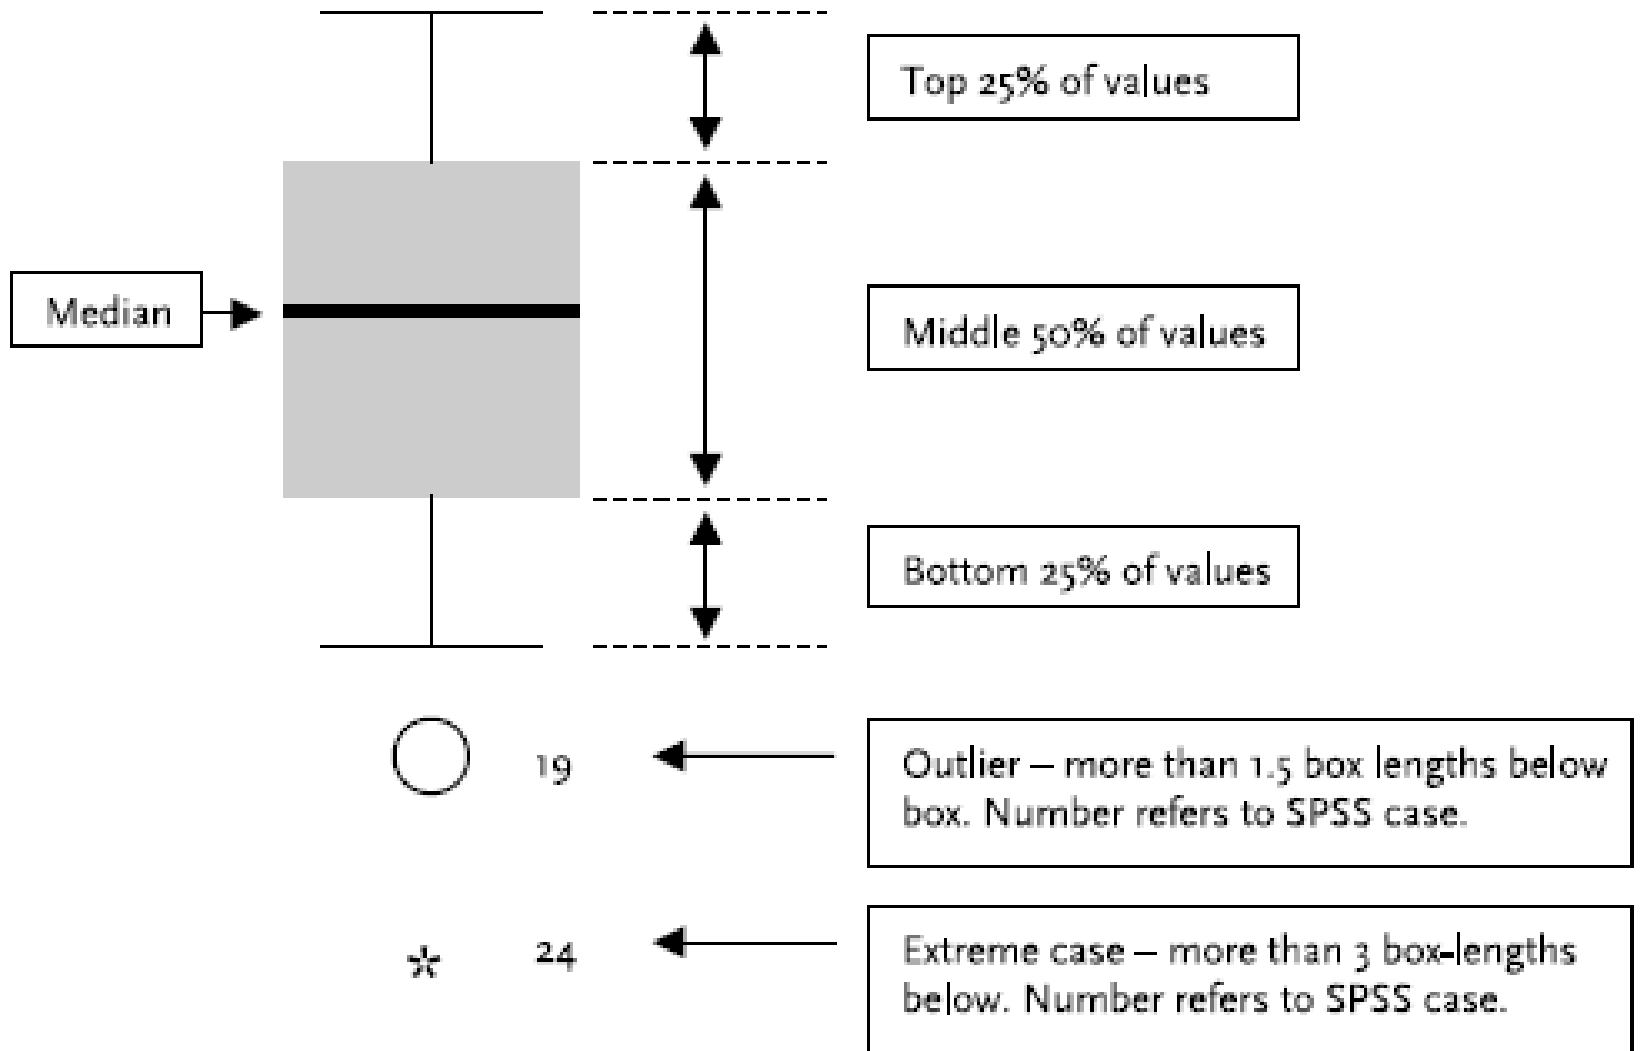 Top 25% of values
Median
Middle 50% of values
Bottom 25% of values
19
Outlier – more than 1.5 box lengths below
box. Number refers to SPSS case.
24
Extreme case – more than 3 box-lengths
below. Number refers to SPSS case.